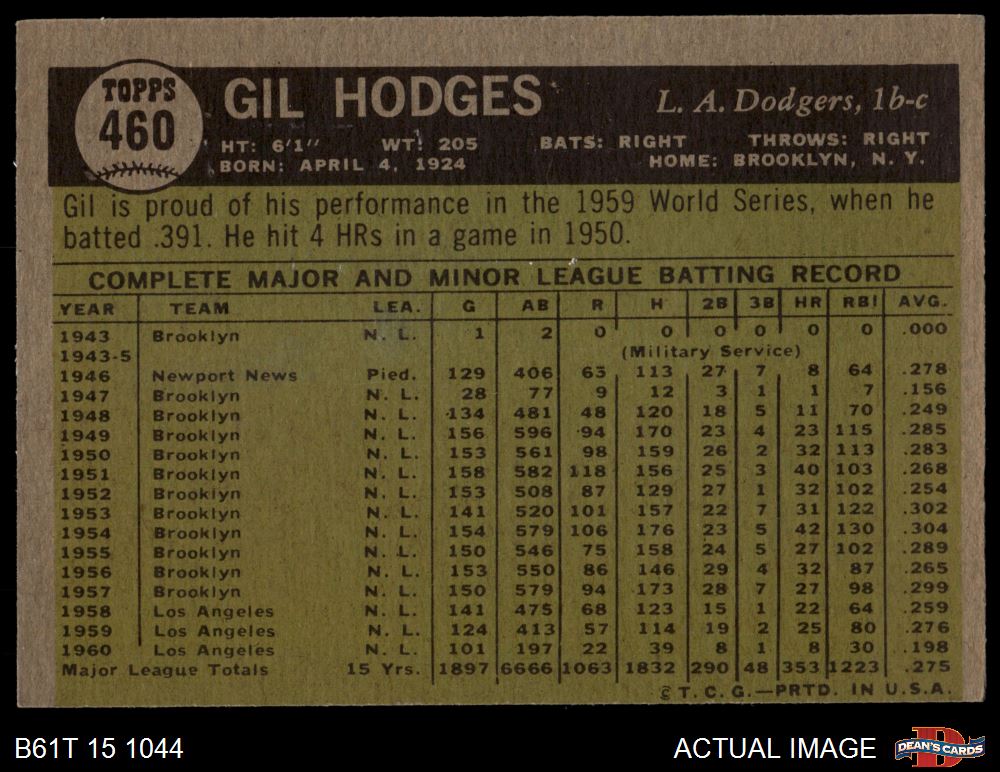 TOPPS
460
GIL HODGES
L. A. Dodgers, 1b-c
HT: 6'1" WT: 205 BATS: RIGHT THROWS: RIGHT
BORN: APRIL 4, 1924 HOME: BROOKLYN, N. Y.
Gil is proud of his performance in the 1959 World Series, when he
batted .391. He hit 4 HRs in a game in 1950.
COMPLETE MAJOR AND MINOR LEAGUE BATTING RECORD
YEAR TEAM LEA. G AB R H 2B 3B HR RBI AVG.
1943 Brooklyn N. L. 1 2 0 0 0 0 0 0 .000
1943-5 (Military Service)
1946 Newport News Pied. 129 406 63 113 27 7 8 64 .278
1947 Brooklyn N. L. 28 77 9 12 3 1 1 7 .156
1948 Brooklyn N. L. 134 481 48 120 18 5 11 70 .249
1949 Brooklyn N. L. 156 596 94 170 23 4 23 115 .285
1950 Brooklyn N. L. 153 561 98 159 26 2 32 113 .283
1951 Brooklyn N. L. 158 582 118 156 25 3 40 103 .268
1952 Brooklyn N. L. 153 508 87 129 27 1 32 102 .254
1953 Brooklyn N. L. 141 520 101 157 22 7 31 122 .302
1954 Brooklyn N. L. 154 579 106 176 23 5 42 130 .304
1955 Brooklyn N. L. 150 546 75 158 24 5 27 102 .289
1956 Brooklyn N. L. 153 550 86 146 29 4 32 87 .265
1957 Brooklyn N. L. 150 579 94 173 28 7 27 98 .299
1958 Los Angeles N. L. 141 475 68 123 15 1 22 64 .259
1959 Los Angeles N. L. 124 413 57 114 19 2 25 80 .276
1960 Los Angeles N. L. 101 197 22 39 8 1 8 30 .198
Major League Totals 15 Yrs. 1897 6666 1063 1832 290 48 353 1223 .275
© T. C. G.—PRTD. IN U.S.A.
B61T 15 1044
ACTUAL IMAGE
DEAN'S CARDS